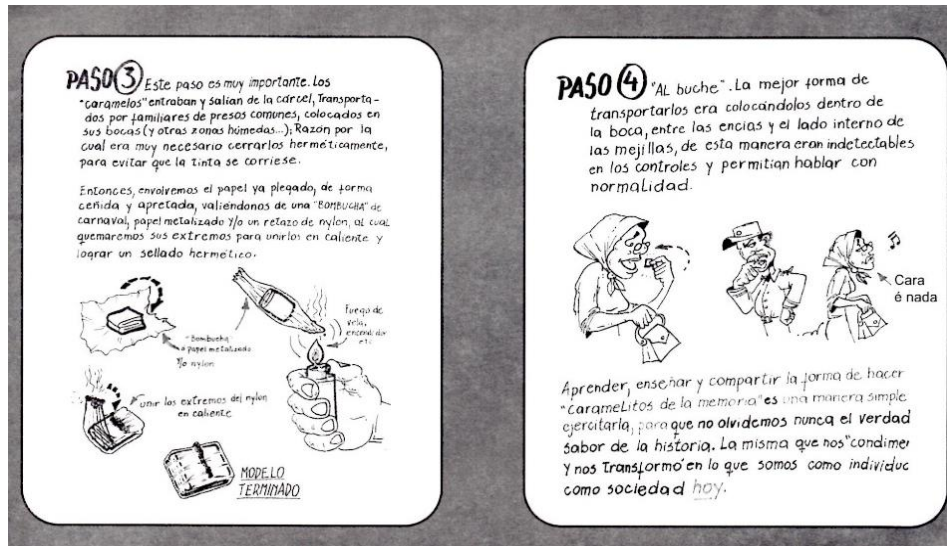 PASO 3 Este paso es muy importante. Los
"caramelos" entraban y salían de la cárcel, Transporta-
dos por familiares de presos comunes, colocados en
sus bocas (y otras zonas húmedas...); Razón por la
cual era muy necesario cerrarlos herméticamente,
para evitar que la tinta se corriese.
Entonces, envolvemos el papel ya plegado, de forma
ceñida y apretada, valiéndonos de una "BOMBUCHA" de
carnaval, papel metalizado y/o un retazo de nylon, al cual
quemaremos sus extremos para unirlos en caliente y
lograr un sellado hermético.
"Bombucha"
o papel metalizado
y/o nylon
Fuego de
vela,
encendedor
etc
unir los extremos del nylon
en caliente
MODELO
TERMINADO
PASO 4 "AL buche". La mejor forma de
transportarlos era colocándolos dentro de
la boca, entre las encías y el lado interno de
las mejillas, de esta manera eran indetectables
en los controles y permitían hablar con
normalidad.
Cara
é nada
Aprender, enseñar y compartir la forma de hacer
"carameLitos de la memoria" es una manera simple
ejercitarla, para que no olvidemos nunca el verdad
sabor de la historia. La misma que nos "condimen
y nos Transformó en lo que somos como individuo
como sociedad hoy.